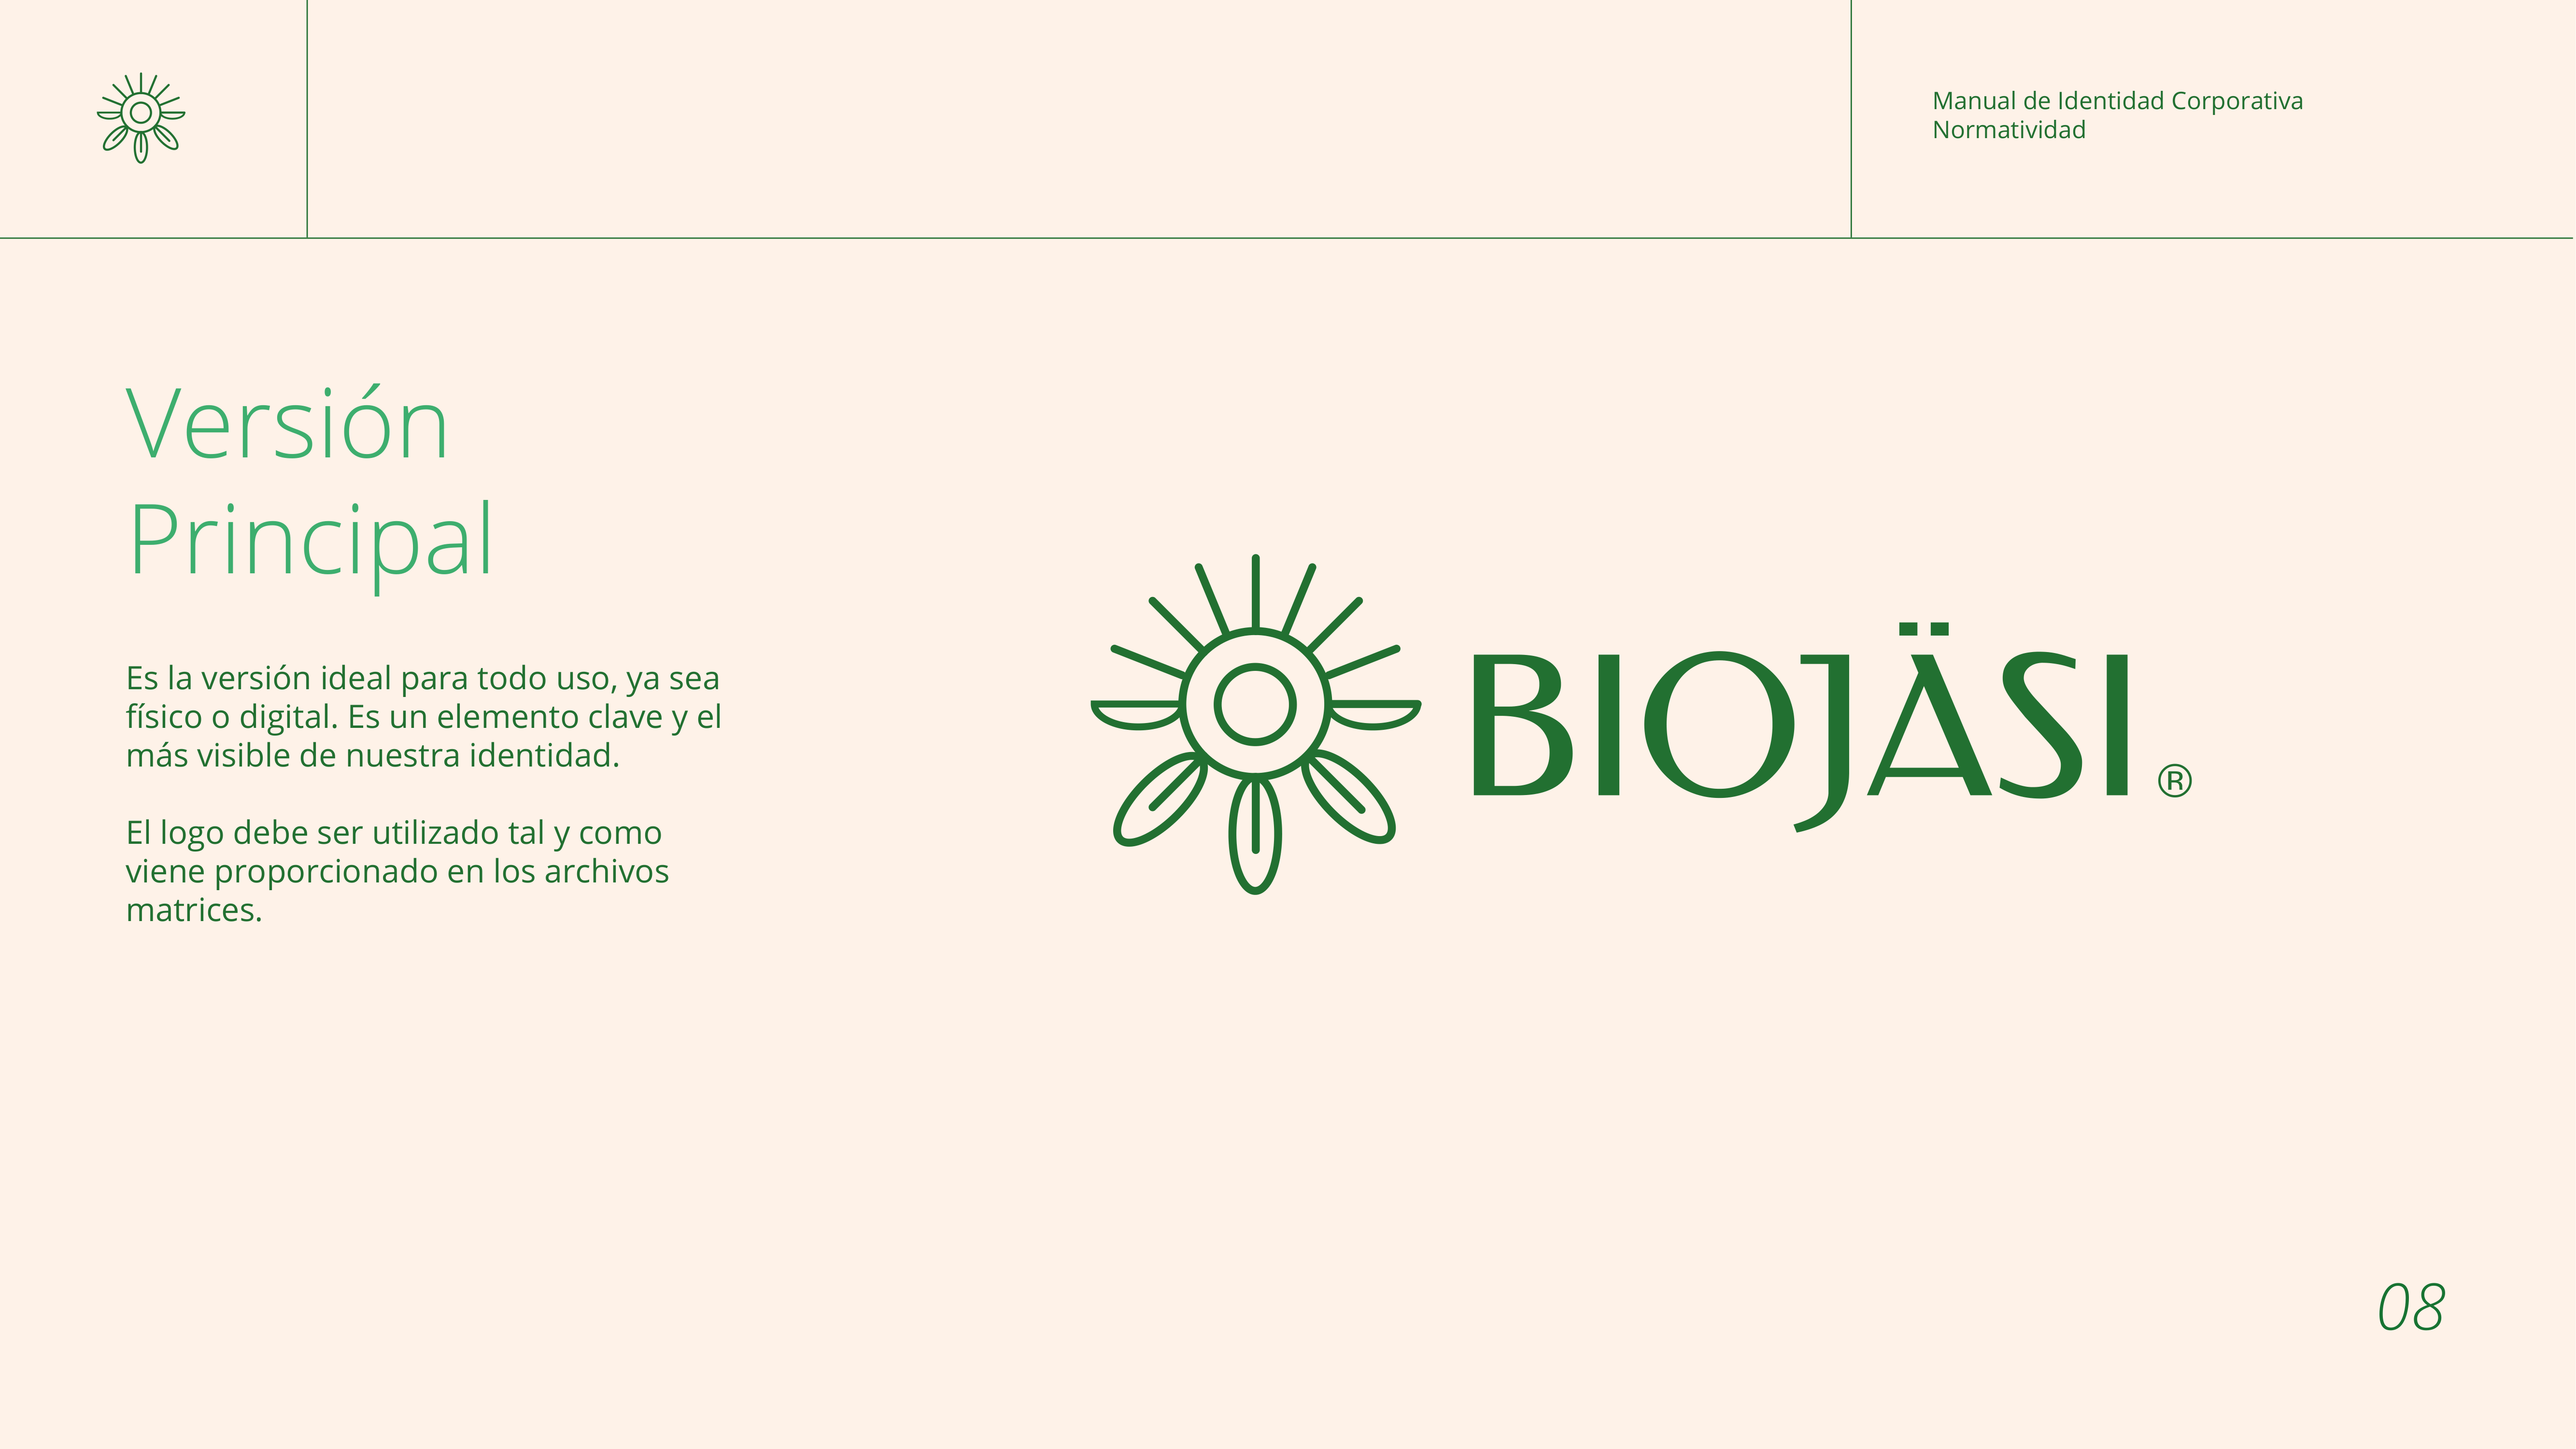 Manual de Identidad Corporativa
Normatividad
Versión
Principal
Es la versión ideal para todo uso, ya sea
físico o digital. Es un elemento clave y el
más visible de nuestra identidad.
El logo debe ser utilizado tal y como
viene proporcionado en los archivos
matrices.
BIOJÄSI ®
08